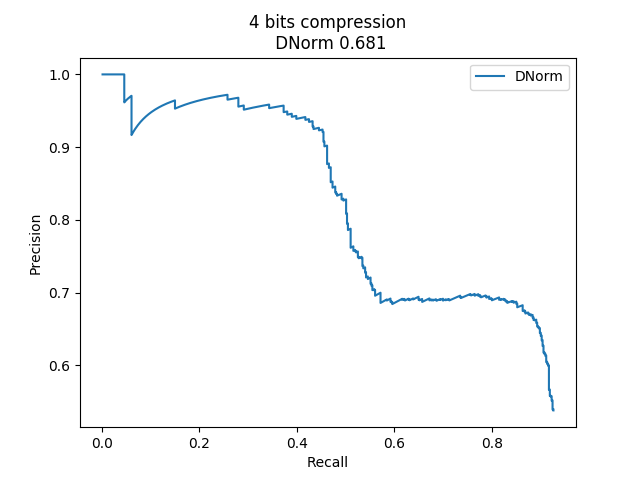 4 bits compression
DNorm 0.681
DNorm
1.0
0.9
0.8
0.7
0.6
Precision
0.0 0.2 0.4 0.6 0.8
Recall